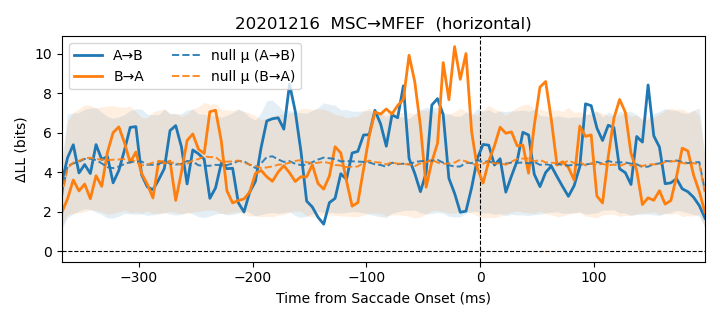 20201216  MSC→MFEF  (horizontal)
A→B
B→A
null μ (A→B)
null μ (B→A)
ΔLL (bits)
10
8
6
4
2
0
−300
−200
−100
0
100
Time from Saccade Onset (ms)